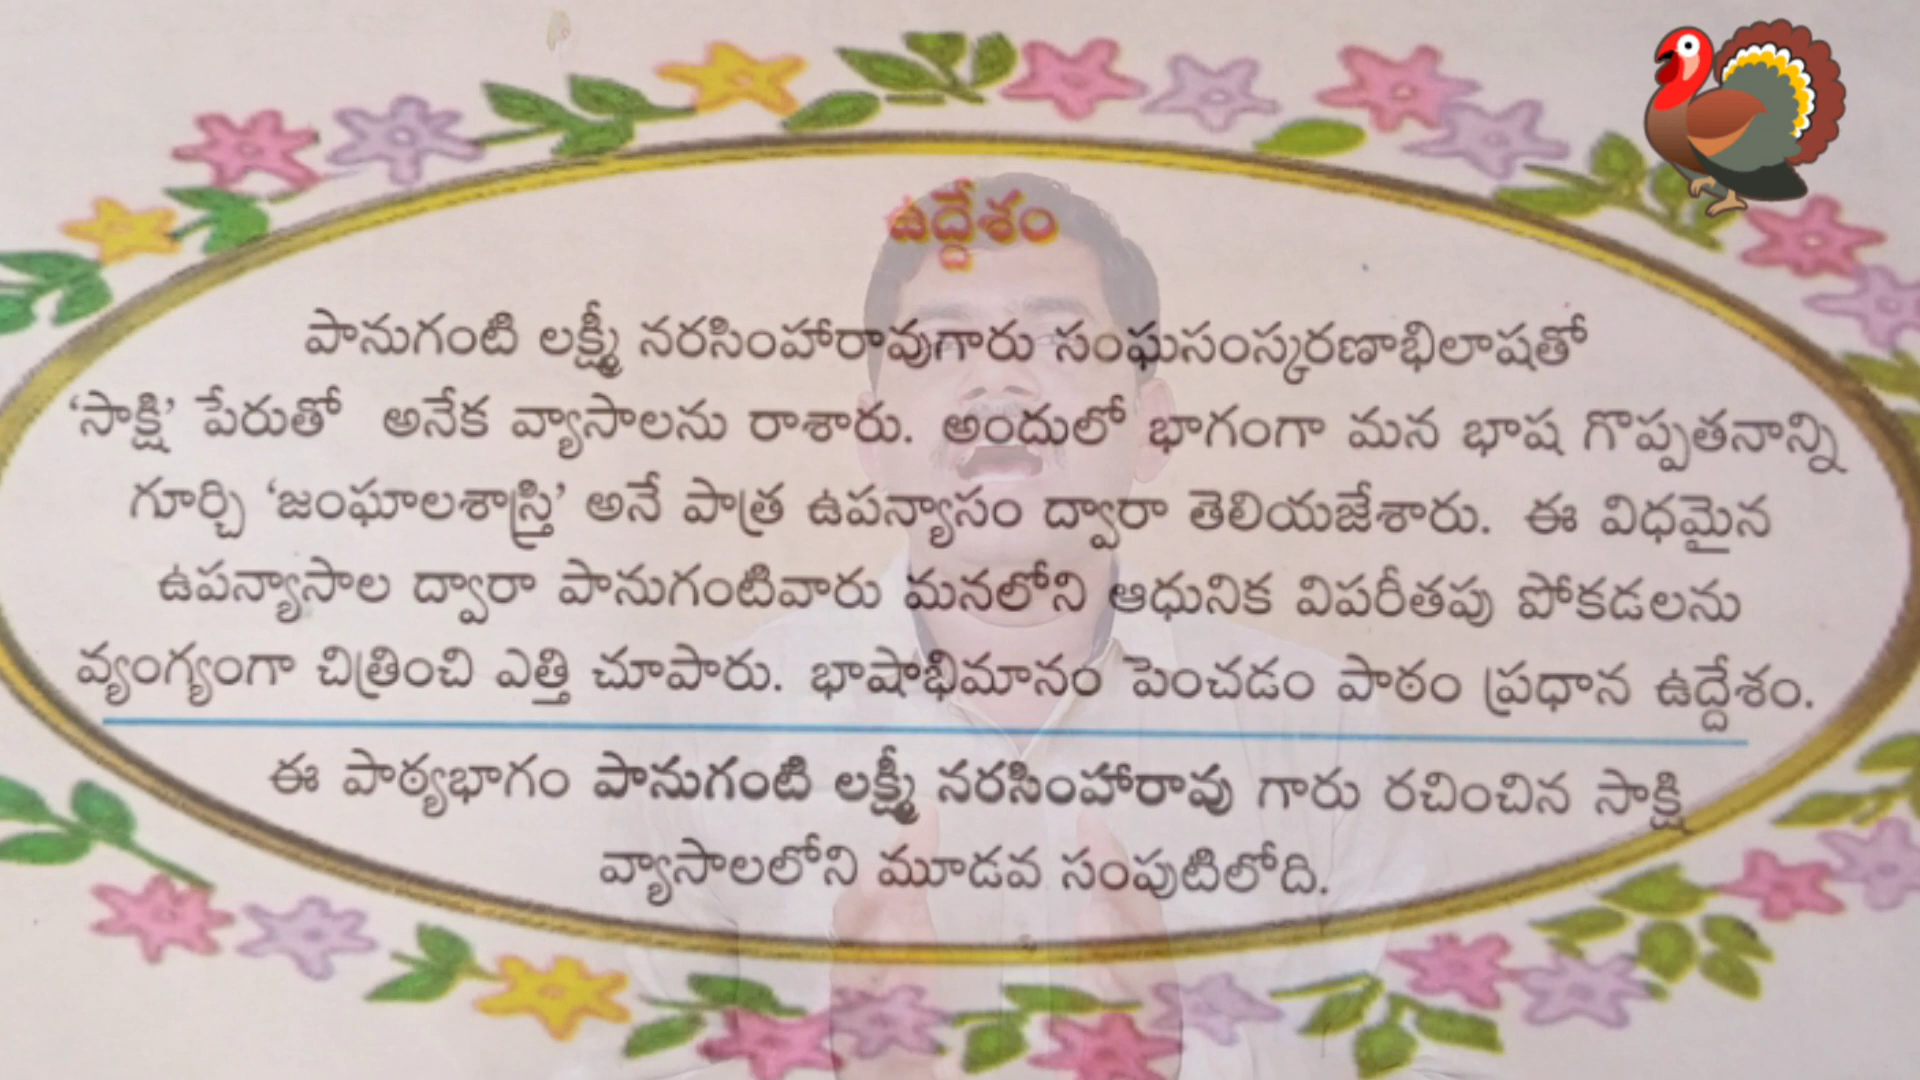 ఉద్దేశం
పానుగంటి లక్ష్మీ నరసింహారావుగారు సంఘసంస్కరణాభిలాషతో
‘సాక్షి’ పేరుతో అనేక వ్యాసాలను రాశారు. అందులో భాగంగా మన భాష గొప్పతనాన్ని
గూర్చి ‘జంఘాలశాస్త్రి’ అనే పాత్ర ఉపన్యాసం ద్వారా తెలియజేశారు. ఈ విధమైన
ఉపన్యాసాల ద్వారా పానుగంటివారు మనలోని ఆధునిక విపరీతపు పోకడలను
వ్యంగ్యంగా చిత్రించి ఎత్తి చూపారు. భాషాభిమానం పెంచడం పాఠం ప్రధాన ఉద్దేశం.
ఈ పాఠ్యభాగం పానుగంటి లక్ష్మీ నరసింహారావు గారు రచించిన సాక్షి
వ్యాసాలలోని మూడవ సంపుటిలోది.